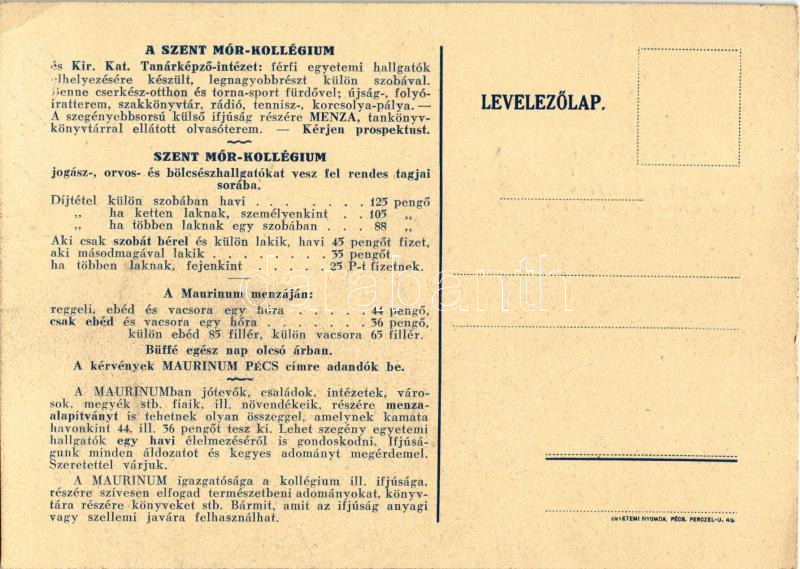 A SZENT MÓR-KOLLÉGIUM
és Kir. Kat. Tanárképző-intézet: férfi egyetemi hallgatók
elhelyezésére készült, legnagyobbrészt külön szobával.
Benne cserkész-otthon és torna-sport fürdővel; újság-, folyó-
iratterem, szakkönyvtár, rádió, tennisz-, korcsolya-pálya. —
A szegényebbsorsú külső ifjúság részére MENZA, tankönyv-
könyvtárral ellátott olvasóterem. — Kérjen prospektust.
SZENT MÓR-KOLLÉGIUM
jogász-, orvos- és bölcsészhallgatókat vesz fel rendes tagjai
sorába.
Díjtétel külön szobában havi . . . . . . . . 125 pengő
„ ha ketten laknak, személyenkint . . 105 „
„ ha többen laknak egy szobában . . . 88 „
Aki csak szobát bérel és külön lakik, havi 45 pengőt fizet,
aki másodmagával lakik . . . . . . . . 35 pengőt
ha többen laknak, fejenkint . . . . . . 25 P-t fizetnek.
A Maurinum menzáján:
reggeli, ebéd és vacsora egy hóra . . . . . . 44 pengő,
csak ebéd és vacsora egy hóra . . . . . . . 36 pengő,
külön ebéd 85 fillér, külön vacsora 65 fillér.
Büffé egész nap olcsó árban.
A kérvények MAURINUM PÉCS címre adandók be.
A MAURINUMban jótevők, családok, intézetek, váro-
sok, megyék stb. fiaik, ill. növendékeik, részére menza-
alapítványt is tehetnek olyan összeggel, amelynek kamata
havonkint 44, ill. 36 pengőt tesz ki. Lehet szegény egyetemi
hallgatók egy havi élelmezéséről is gondoskodni. Ifjúsá-
gunk minden áldozatot és kegyes adományt megérdemel.
Szeretettel várjuk.
A MAURINUM igazgatósága a kollégium ill. ifjúsága,
részére szívesen elfogad természetbeni adományokat, könyv-
tára részére könyveket stb. Bármit, amit az ifjúság anyagi
vagy szellemi javára felhasználhat.
LEVELEZŐLAP.
EGYETEMI NYOMDA, PÉCS, PERCZEL-U. 49.
darabanth